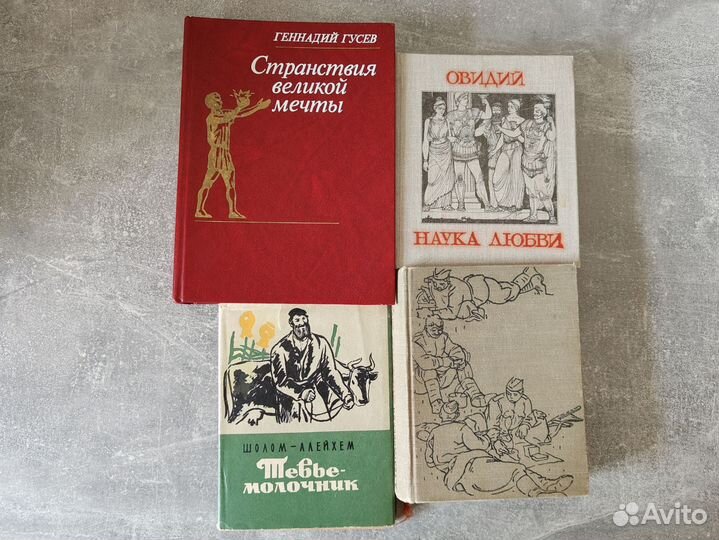 ГЕННАДИЙ ГУСЕВ
Странствия
великой
мечты
ОВИДИЙ
НАУКА ЛЮБВИ
ШОЛОМ-АЛЕЙХЕМ
Тевье-
молочник
Avito